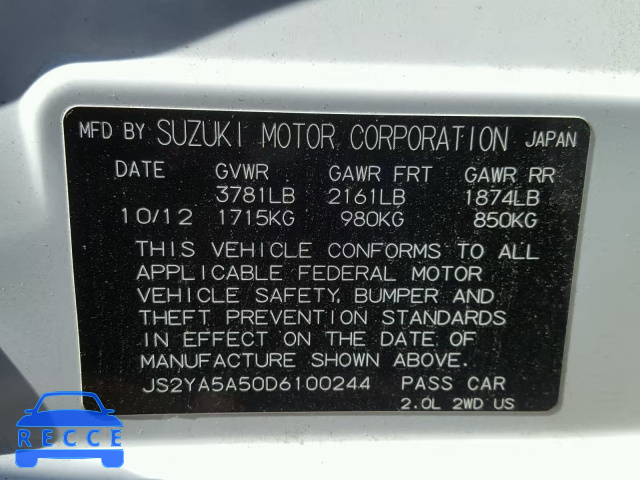 MFD BY SUZUKI MOTOR CORPORATION JAPAN
DATE GVWR GAWR FRT GAWR RR
3781LB 2161LB 1874LB
10/12 1715KG 980KG 850KG
THIS VEHICLE CONFORMS TO ALL
APPLICABLE FEDERAL MOTOR
VEHICLE SAFETY, BUMPER AND
THEFT PREVENTION STANDARDS
IN EFFECT ON THE DATE OF
MANUFACTURE SHOWN ABOVE.
JS2YA5A50D6100244 PASS CAR
2.0L 2WD US
RECCE